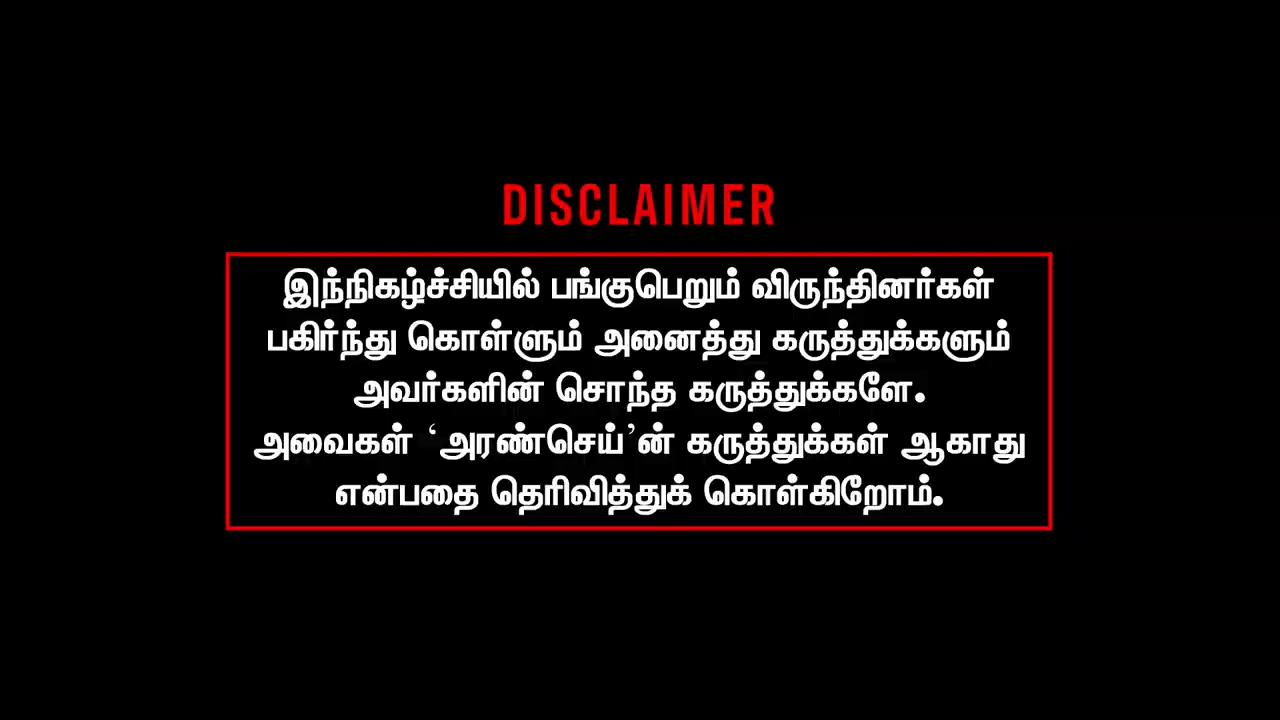 DISCLAIMER
இந்நிகழ்ச்சியில் பங்குபெறும் விருந்தினர்கள்
பகிர்ந்து கொள்ளும் அனைத்து கருத்துக்களும்
அவர்களின் சொந்த கருத்துக்களே.
அவைகள் ‘அரண்செய்’ன் கருத்துக்கள் ஆகாது
என்பதை தெரிவித்துக் கொள்கிறோம்.